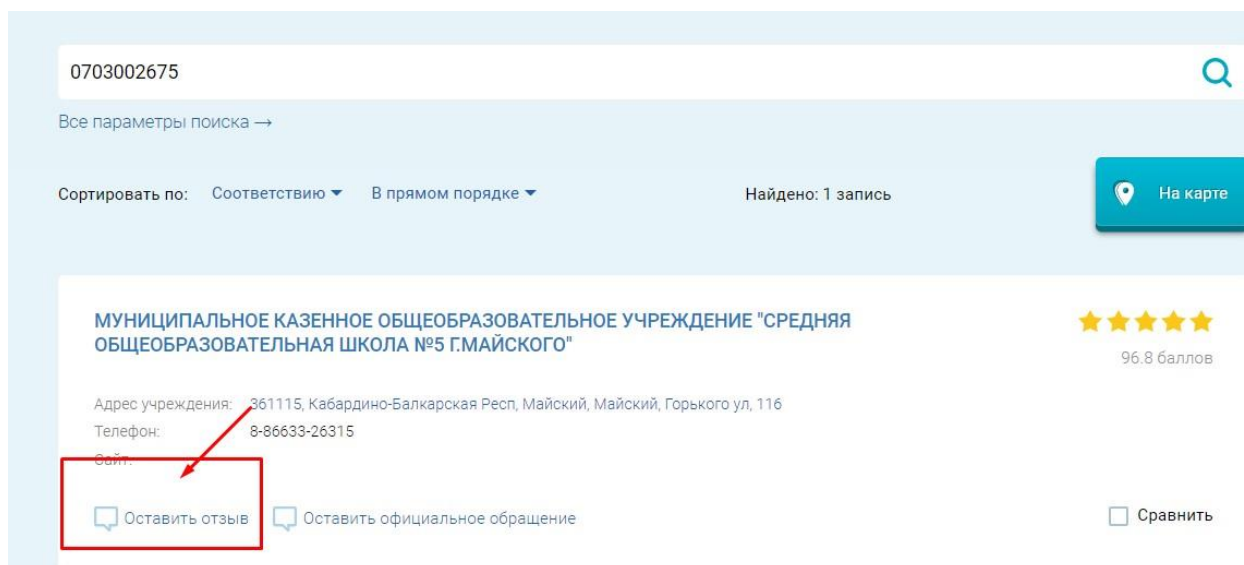 0703002675
Все параметры поиска →
Сортировать по: Соответствию В прямом порядке Найдено: 1 запись На карте
МУНИЦИПАЛЬНОЕ КАЗЕННОЕ ОБЩЕОБРАЗОВАТЕЛЬНОЕ УЧРЕЖДЕНИЕ "СРЕДНЯЯ
ОБЩЕОБРАЗОВАТЕЛЬНАЯ ШКОЛА №5 Г.МАЙСКОГО"
96.8 баллов
Адрес учреждения: 361115, Кабардино-Балкарская Респ, Майский, Майский, Горького ул, 116
Телефон: 8-86633-26315
Сайт:
Оставить отзыв Оставить официальное обращение Сравнить